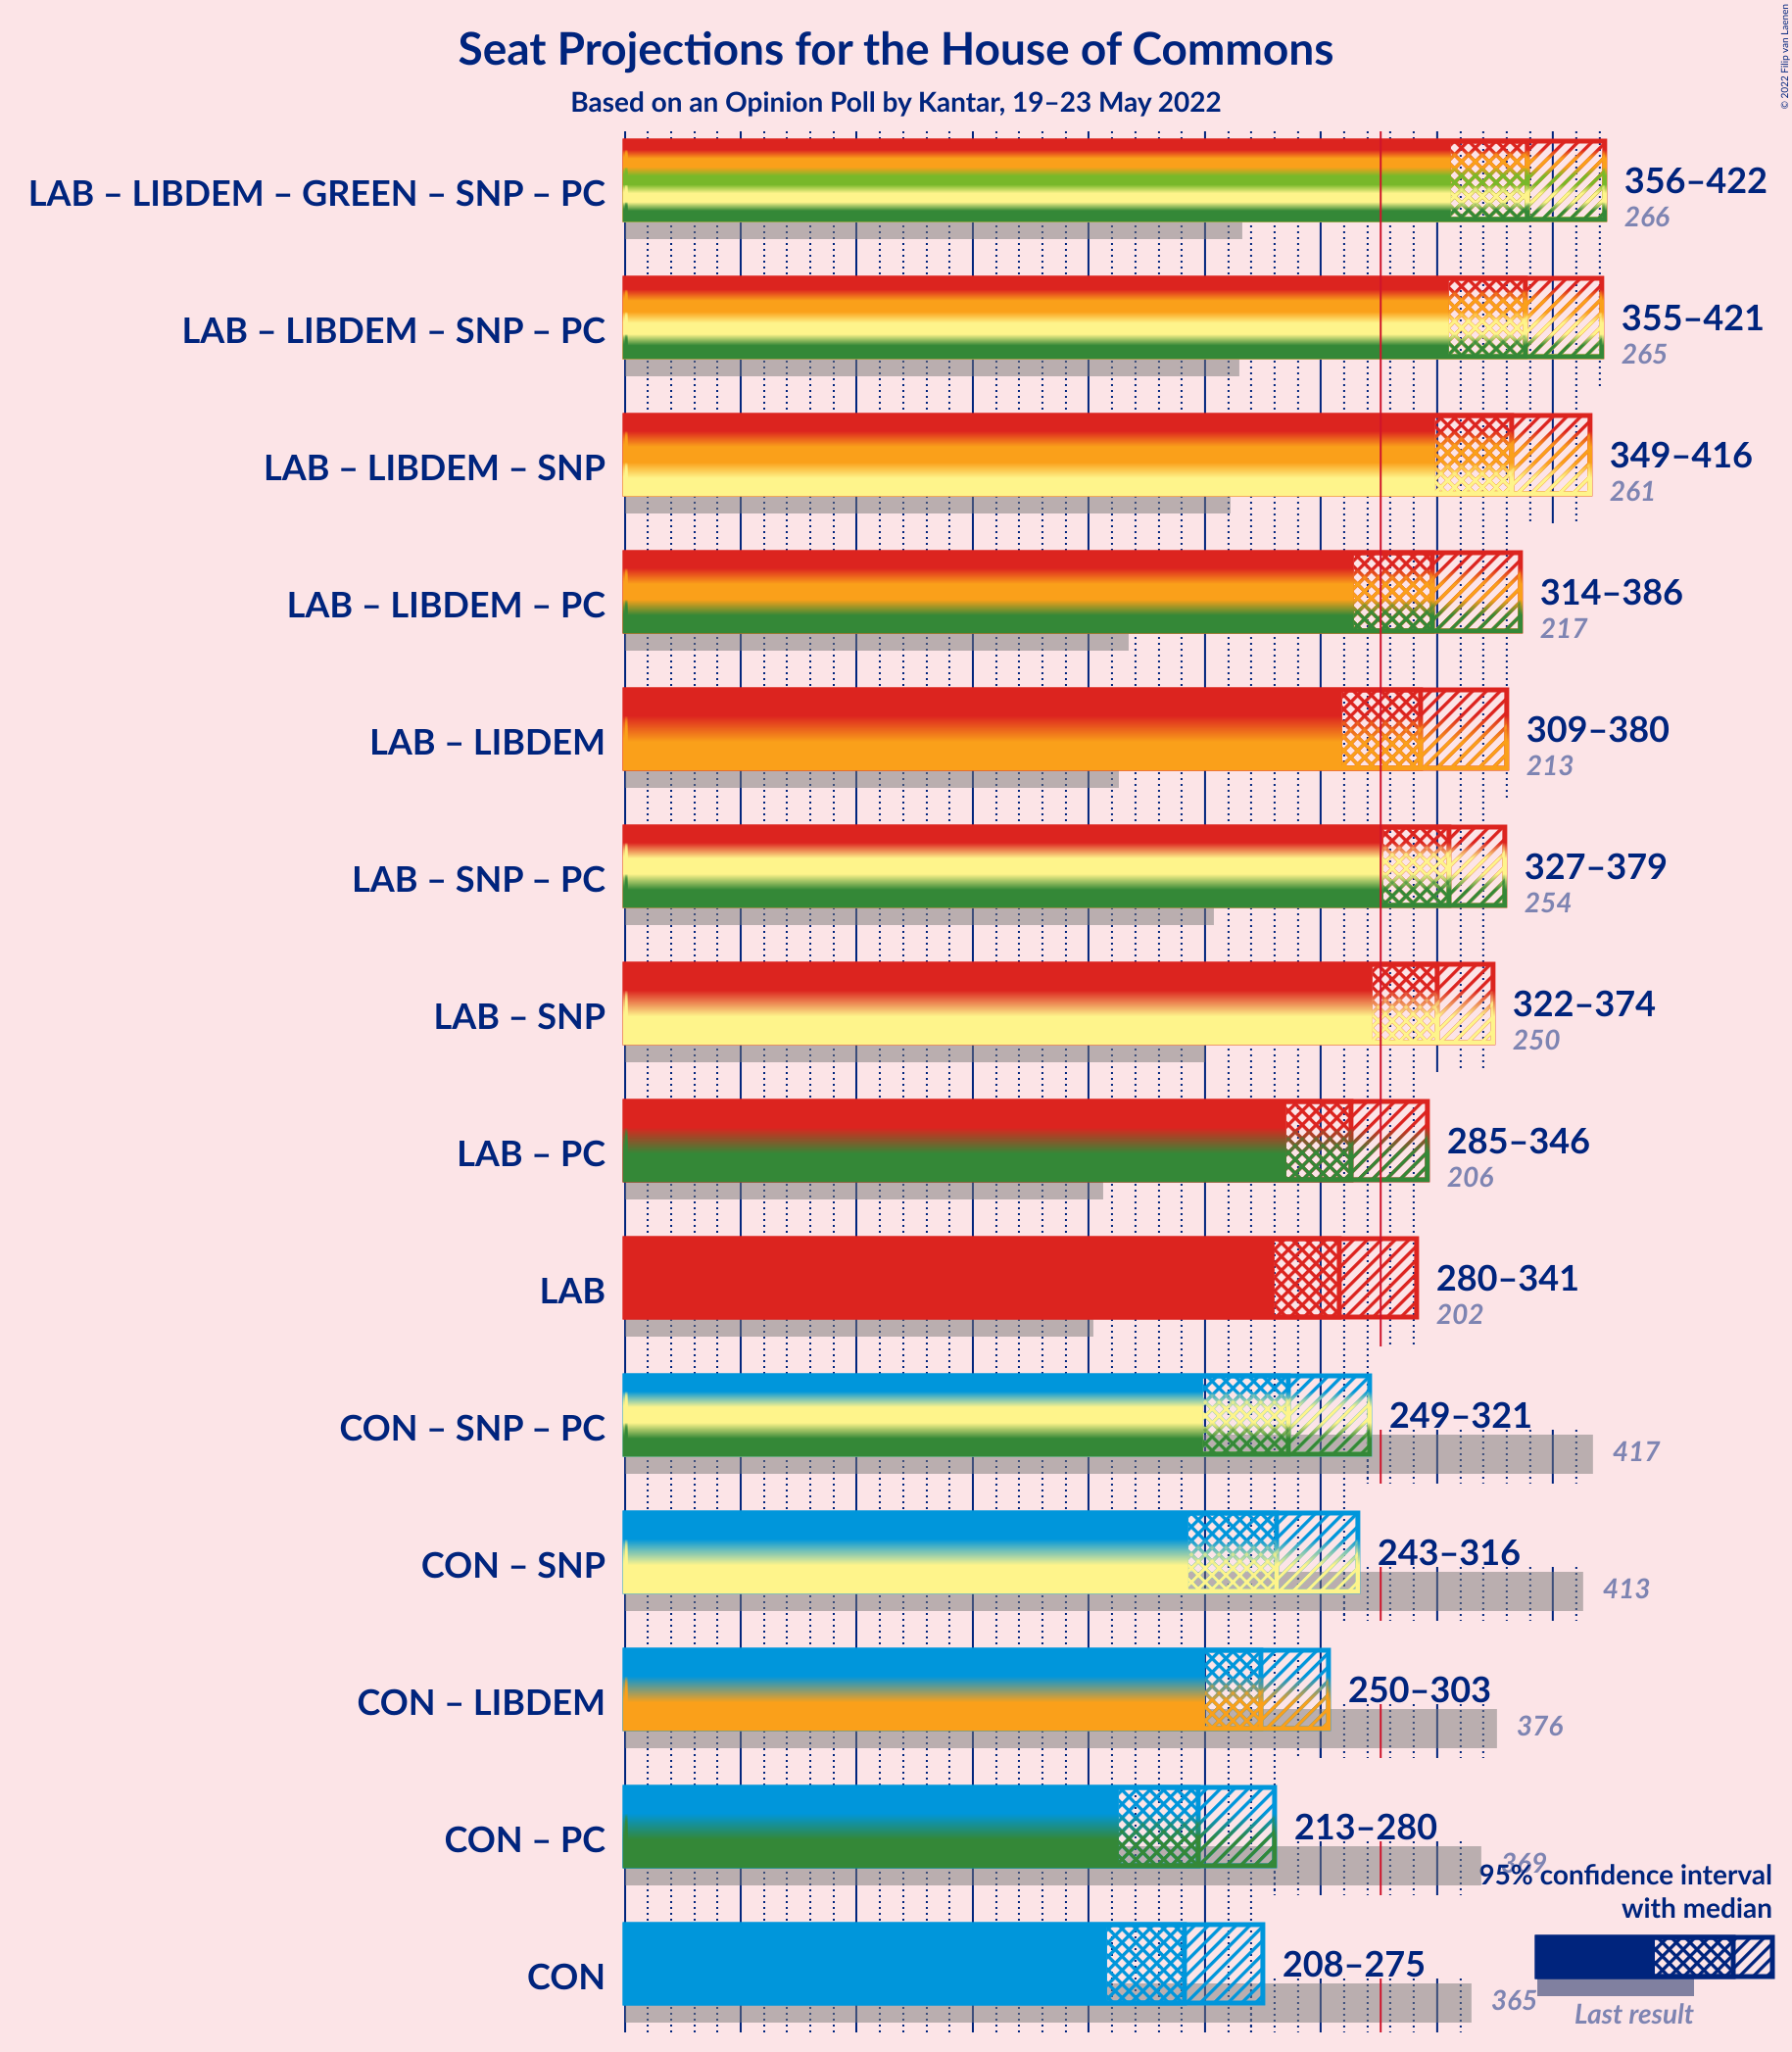 Seat Projections for the House of Commons
Based on an Opinion Poll by Kantar, 19–23 May 2022
© 2022 Filip van Laenen
LAB – LIBDEM – GREEN – SNP – PC
356–422
266
LAB – LIBDEM – SNP – PC
355–421
265
LAB – LIBDEM – SNP
349–416
261
LAB – LIBDEM – PC
314–386
217
LAB – LIBDEM
309–380
213
LAB – SNP – PC
327–379
254
LAB – SNP
322–374
250
LAB – PC
285–346
206
LAB
280–341
202
CON – SNP – PC
249–321
417
CON – SNP
243–316
413
CON – LIBDEM
250–303
376
CON – PC
213–280
369
CON
208–275
365
95% confidence interval
with median
Last result